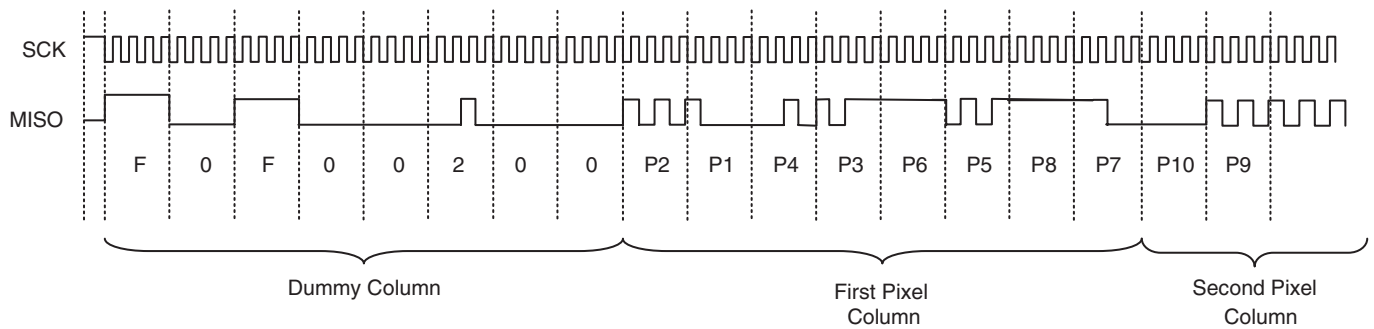 SCK
MISO
F 0 F 0 0 2 0 0 P2 P1 P4 P3 P6 P5 P8 P7 P10 P9
Dummy Column
First Pixel
Column
Second Pixel
Column